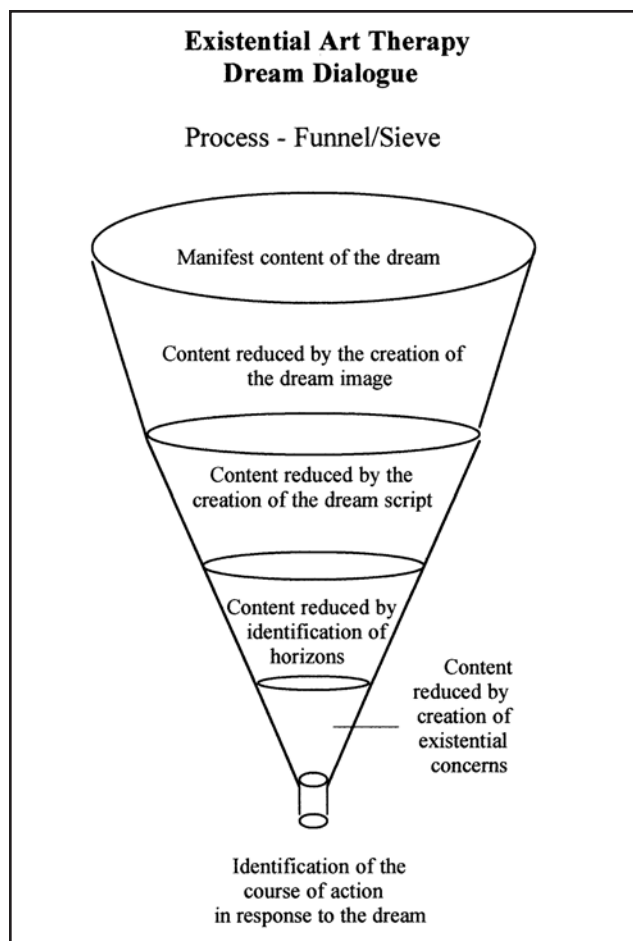 Existential Art Therapy
Dream Dialogue
Process - Funnel/Sieve
Manifest content of the dream
Content reduced by the creation of
the dream image
Content reduced by the
creation of the dream script
Content reduced by
identification of
horizons
Content
reduced by
creation of
existential
concerns
Identification of the
course of action
in response to the dream